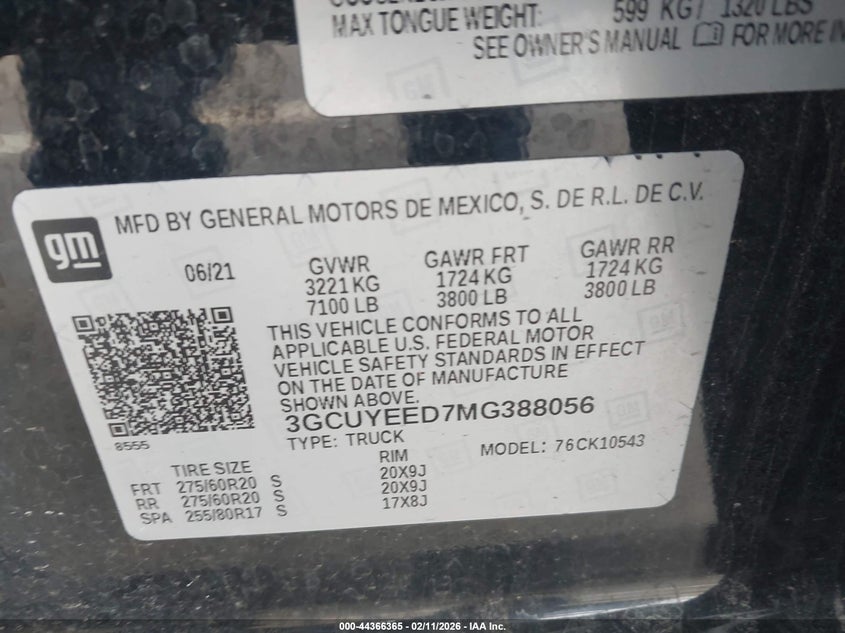 MAX TONGUE WEIGHT: 599 KG / 1320 LBS
SEE OWNER'S MANUAL FOR MORE IN
gm
MFD BY GENERAL MOTORS DE MEXICO, S. DE R.L. DE C.V.
06/21 GVWR GAWR FRT GAWR RR
3221 KG 1724 KG 1724 KG
7100 LB 3800 LB 3800 LB
THIS VEHICLE CONFORMS TO ALL
APPLICABLE U.S. FEDERAL MOTOR
VEHICLE SAFETY STANDARDS IN EFFECT
ON THE DATE OF MANUFACTURE
SHOWN ABOVE.
3GCUYEED7MG388056
8555 TYPE: TRUCK MODEL: 76CK10543
TIRE SIZE RIM
FRT 275/60R20 S 20X9J
RR 275/60R20 S 20X9J
SPA 255/80R17 S 17X8J
000-44366365 - 02/11/2026 - IAA Inc.